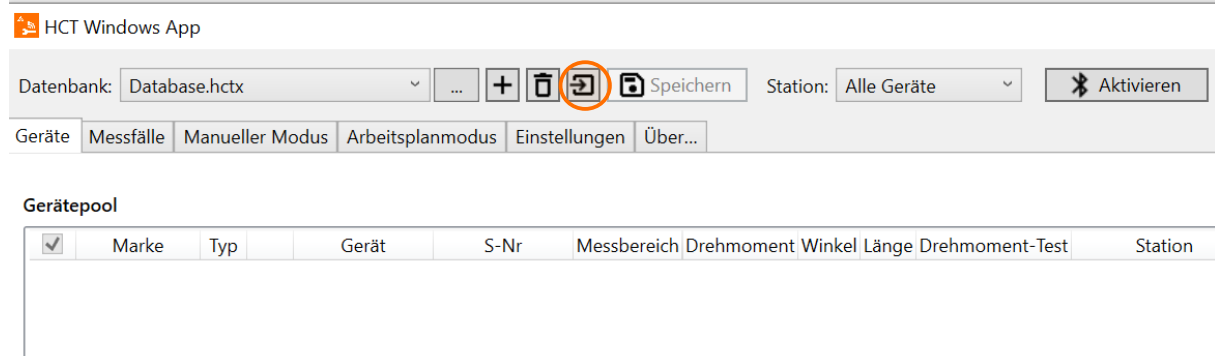 HCT Windows App
Datenbank: Database.hctx ... Speichern Station: Alle Geräte Aktivieren
Geräte Messfälle Manueller Modus Arbeitsplanmodus Einstellungen Über...
Gerätepool
Marke Typ Gerät S-Nr Messbereich Drehmoment Winkel Länge Drehmoment-Test Station